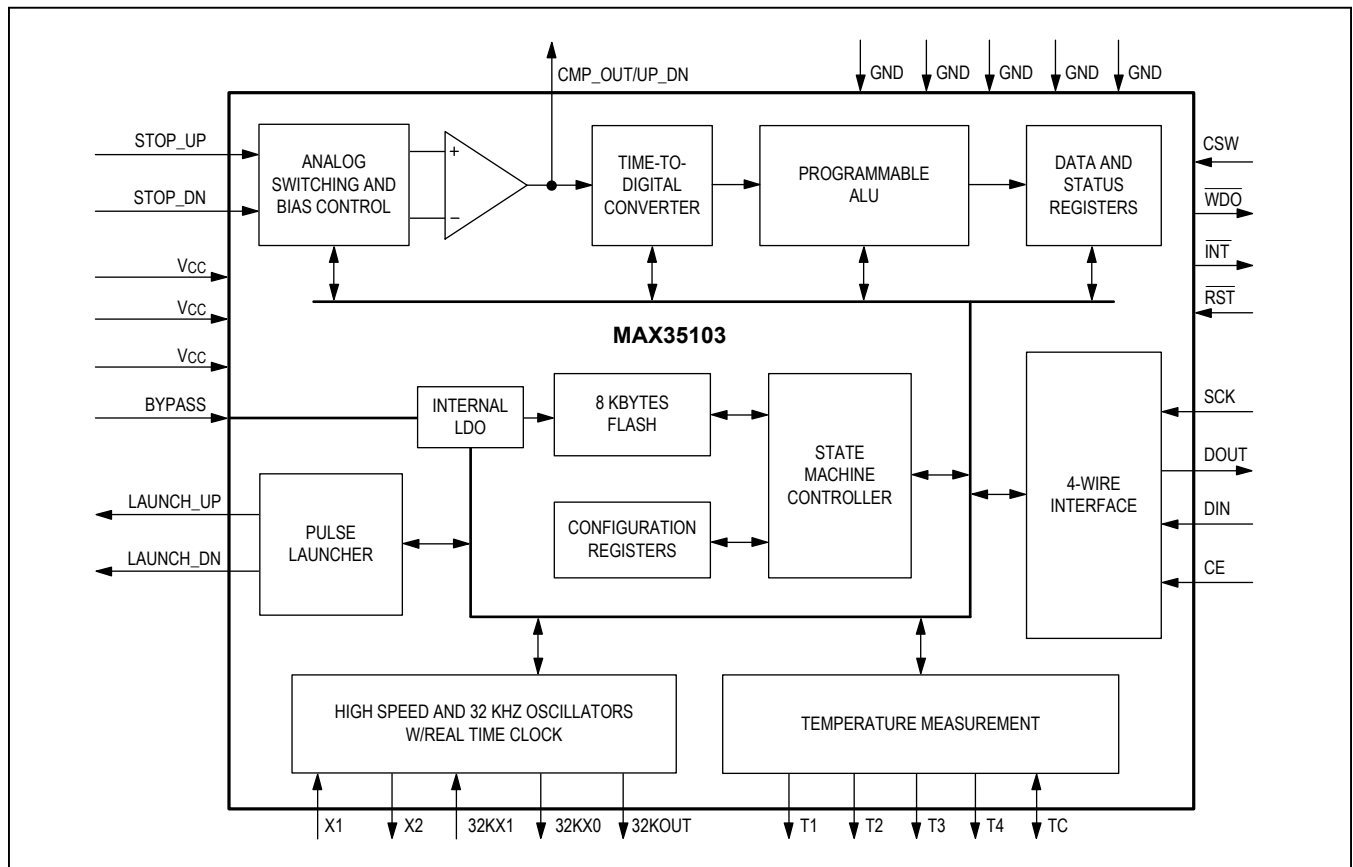 CMP_OUT/UP_DN
GND
GND
GND
GND
GND
STOP_UP
STOP_DN
ANALOG
SWITCHING AND
BIAS CONTROL
+
−
TIME-TO-
DIGITAL
CONVERTER
PROGRAMMABLE
ALU
DATA AND
STATUS
REGISTERS
CSW
WDO
INT
RST
VCC
VCC
VCC
BYPASS
MAX35103
INTERNAL
LDO
8 KBYTES
FLASH
STATE
MACHINE
CONTROLLER
CONFIGURATION
REGISTERS
4-WIRE
INTERFACE
SCK
DOUT
DIN
CE
LAUNCH_UP
LAUNCH_DN
PULSE
LAUNCHER
HIGH SPEED AND 32 KHZ OSCILLATORS
W/REAL TIME CLOCK
TEMPERATURE MEASUREMENT
X1
X2
32KX1
32KX0
32KOUT
T1
T2
T3
T4
TC